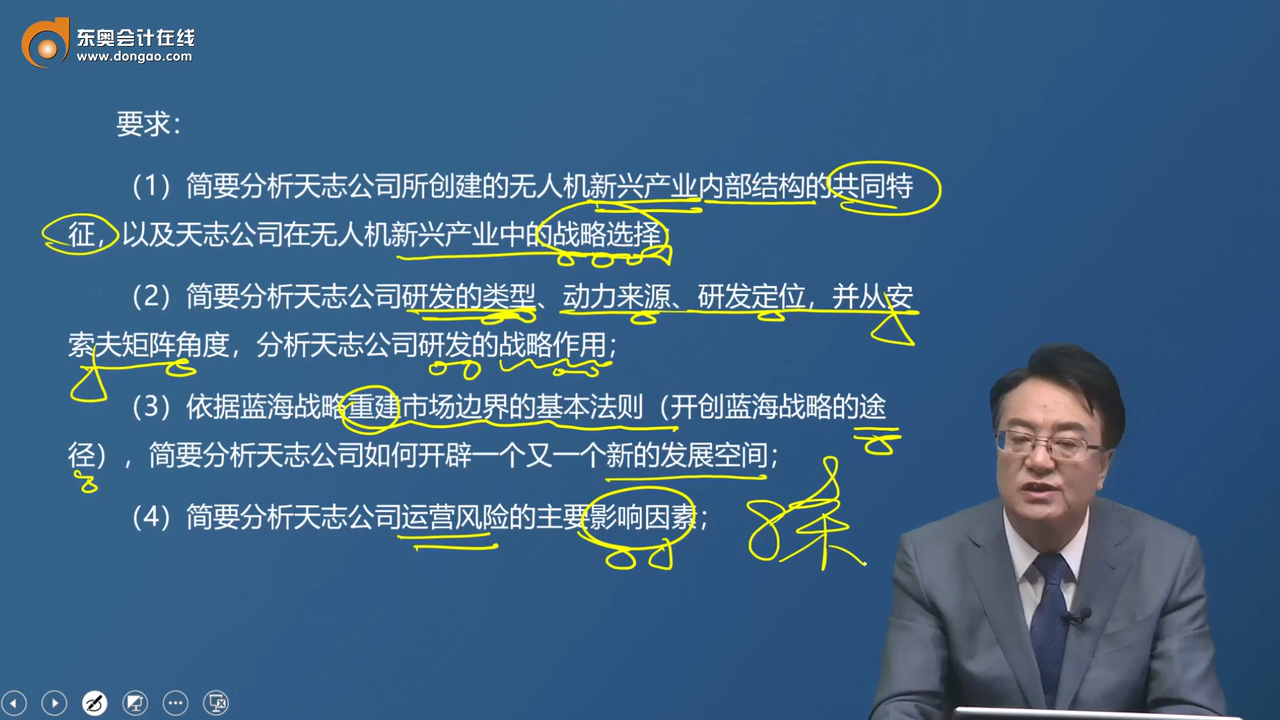 东奥会计在线
www.dongao.com
要求：
（1）简要分析天志公司所创建的无人机新兴产业内部结构的共同特
征，以及天志公司在无人机新兴产业中的战略选择；
（2）简要分析天志公司研发的类型、动力来源、研发定位，并从安
索夫矩阵角度，分析天志公司研发的战略作用；
（3）依据蓝海战略重建市场边界的基本法则（开创蓝海战略的途
径），简要分析天志公司如何开辟一个又一个新的发展空间；
（4）简要分析天志公司运营风险的主要影响因素；
8条